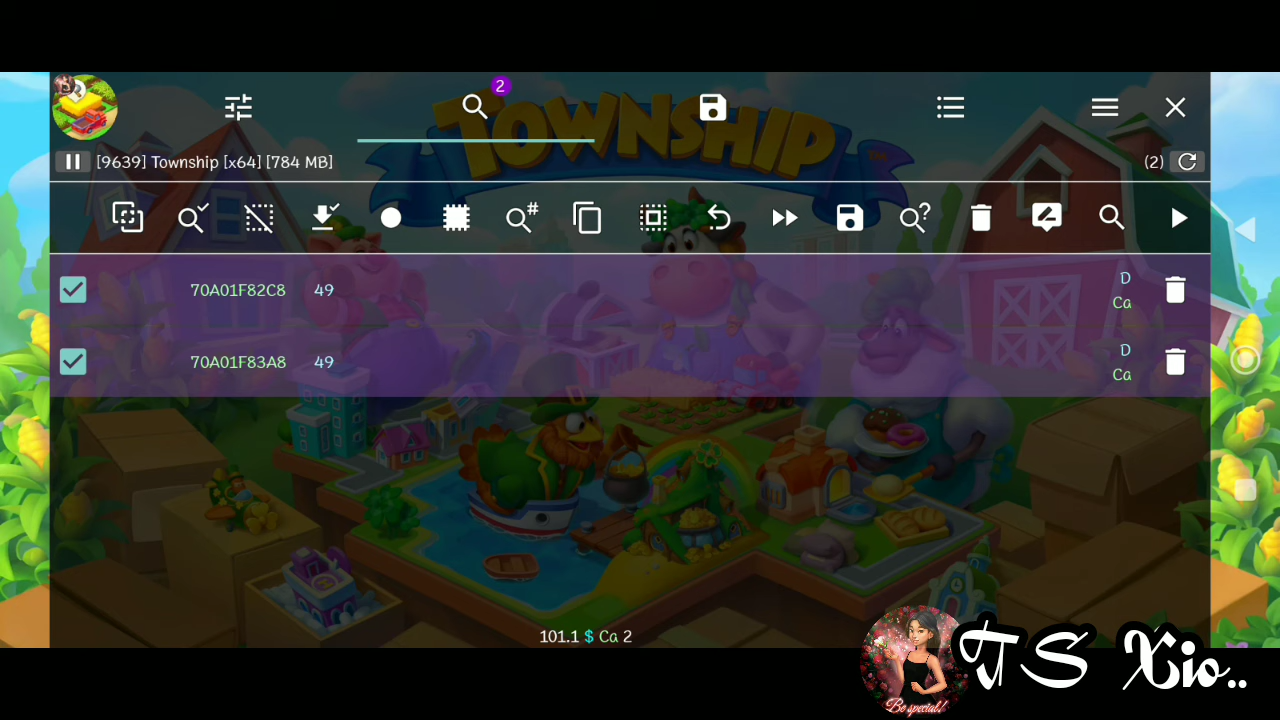 2
TOWNSHIP
[9639] Township [x64] [784 MB]
(2)
70A01F82C8 49 D
Ca
70A01F83A8 49 D
Ca
101.1 $ Ca 2
TS Xio..
Be special!